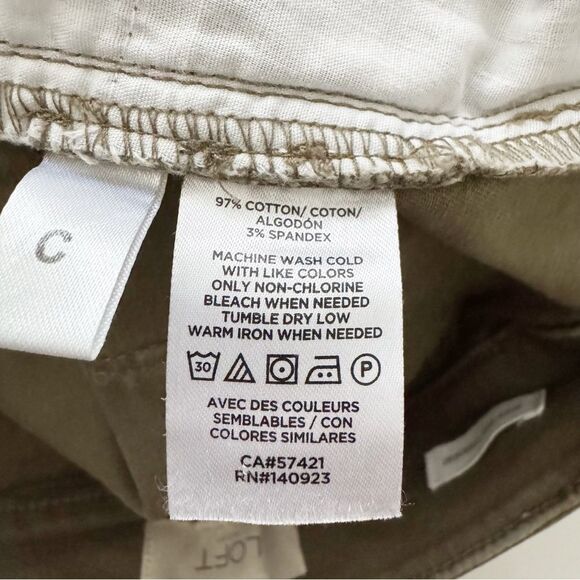 C
97% COTTON/ COTON/
ALGODÓN
3% SPANDEX
MACHINE WASH COLD
WITH LIKE COLORS
ONLY NON-CHLORINE
BLEACH WHEN NEEDED
TUMBLE DRY LOW
WARM IRON WHEN NEEDED
30 P
AVEC DES COULEURS
SEMBLABLES / CON
COLORES SIMILARES
CA#57421
RN#140923
LOFT